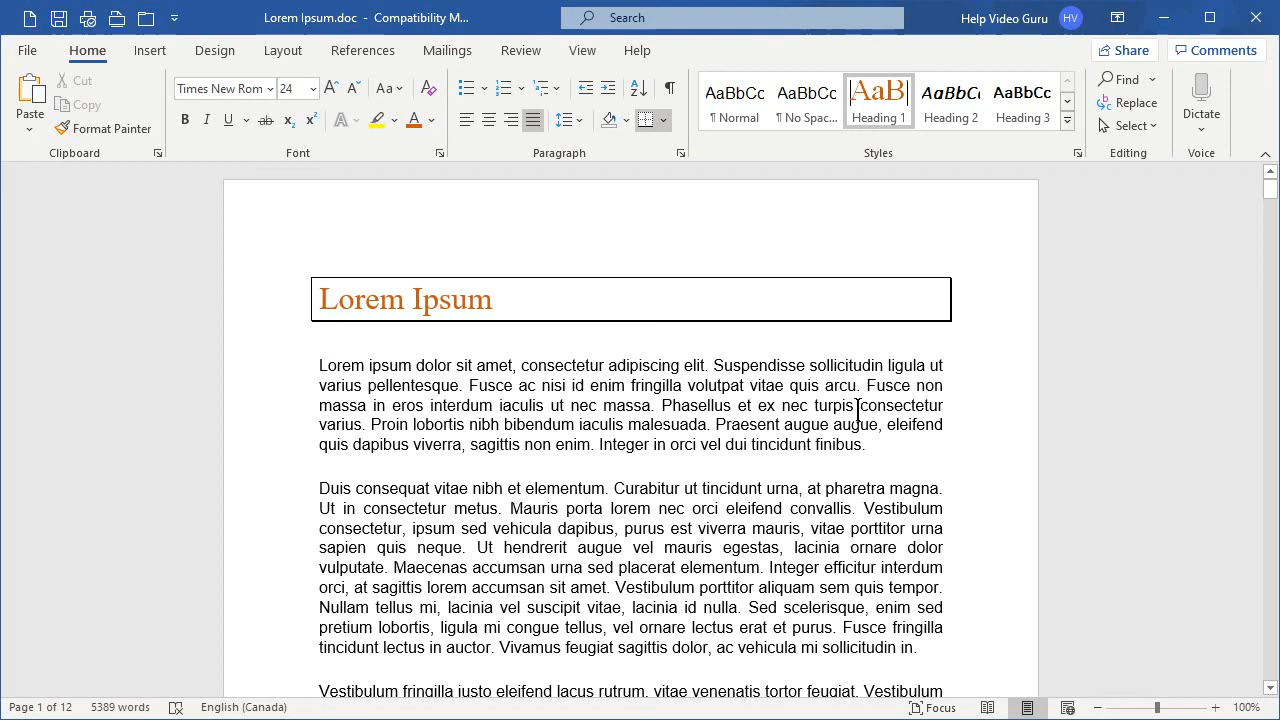 Lorem Ipsum.doc - Compatibility M...
Search
Help Video Guru
HV
File Home Insert Design Layout References Mailings Review View Help
Share
Comments
Paste
Cut
Copy
Format Painter
Clipboard
Times New Rom
24
Aa
B I U ab x₂ x²
A A
Font
Paragraph
AaBbCc AaBbCc AaB AaBbC AaBbCc
¶ Normal ¶ No Spac... Heading 1 Heading 2 Heading 3
Styles
Find
Replace
Select
Editing
Dictate
Voice
Lorem Ipsum
Lorem ipsum dolor sit amet, consectetur adipiscing elit. Suspendisse sollicitudin ligula ut
varius pellentesque. Fusce ac nisi id enim fringilla volutpat vitae quis arcu. Fusce non
massa in eros interdum iaculis ut nec massa. Phasellus et ex nec turpis consectetur
varius. Proin lobortis nibh bibendum iaculis malesuada. Praesent augue augue, eleifend
quis dapibus viverra, sagittis non enim. Integer in orci vel dui tincidunt finibus.
Duis consequat vitae nibh et elementum. Curabitur ut tincidunt urna, at pharetra magna.
Ut in consectetur metus. Mauris porta lorem nec orci eleifend convallis. Vestibulum
consectetur, ipsum sed vehicula dapibus, purus est viverra mauris, vitae porttitor urna
sapien quis neque. Ut hendrerit augue vel mauris egestas, lacinia ornare dolor
vulputate. Maecenas accumsan urna sed placerat elementum. Integer efficitur interdum
orci, at sagittis lorem accumsan sit amet. Vestibulum porttitor aliquam sem quis tempor.
Nullam tellus mi, lacinia vel suscipit vitae, lacinia id nulla. Sed scelerisque, enim sed
pretium lobortis, ligula mi congue tellus, vel ornare lectus erat et purus. Fusce fringilla
tincidunt lectus in auctor. Vivamus feugiat sagittis dolor, ac vehicula mi sollicitudin in.
Vestibulum fringilla justo eleifend lacus rutrum, vitae venenatis tortor feugiat. Vestibulum
Page 1 of 12 5389 words English (Canada) Focus 100%